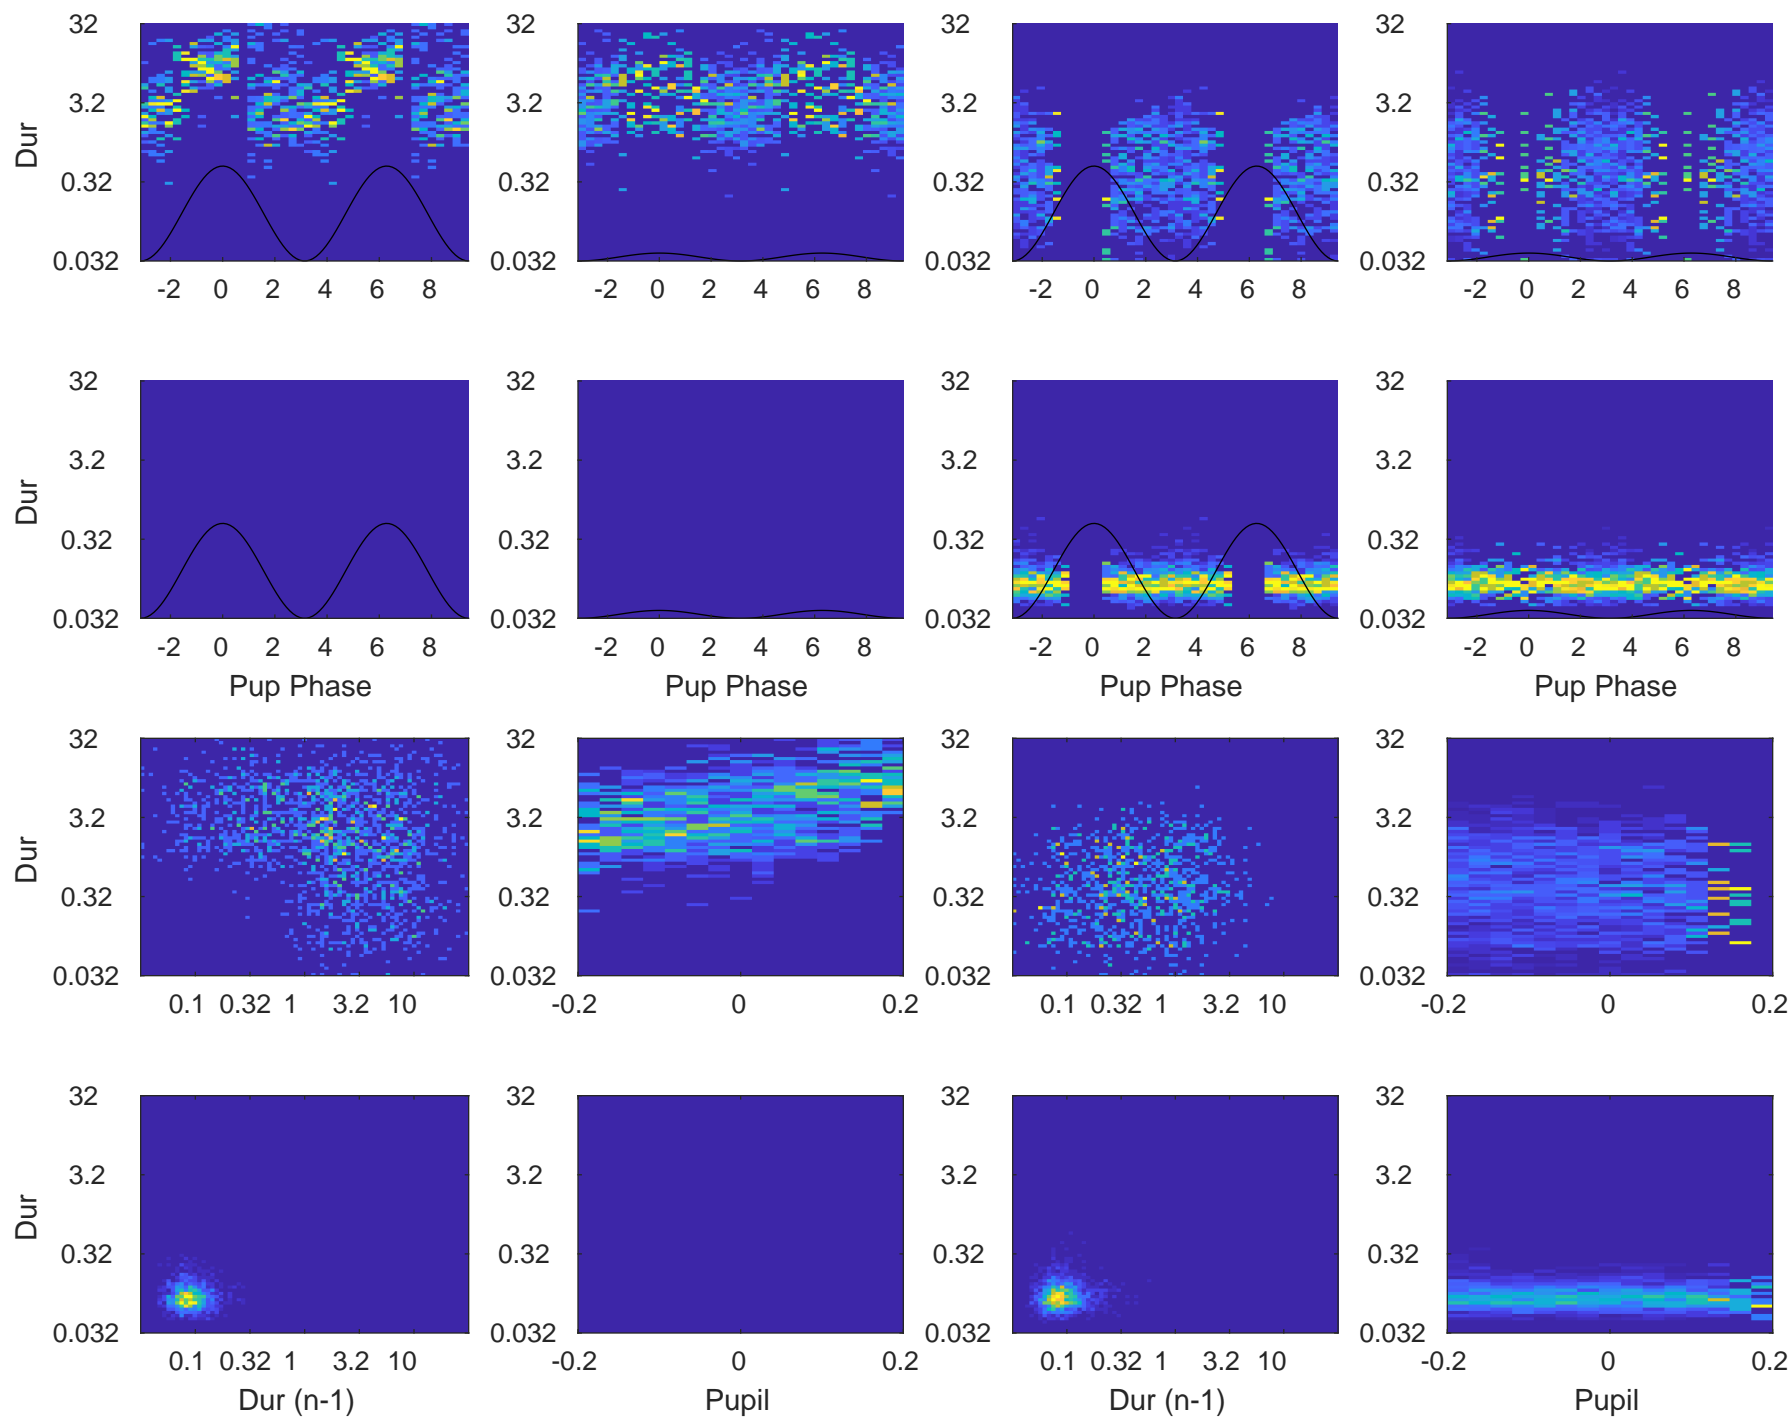 32 32 32 32
3.2 3.2 3.2 3.2
Dur
0.32 0.32 0.32 0.32
0.032 0.032 0.032 0.032
-2 0 2 4 6 8 -2 0 2 4 6 8 -2 0 2 4 6 8 -2 0 2 4 6 8
32 32 32 32
3.2 3.2 3.2 3.2
Dur
0.32 0.32 0.32 0.32
0.032 0.032 0.032 0.032
-2 0 2 4 6 8 -2 0 2 4 6 8 -2 0 2 4 6 8 -2 0 2 4 6 8
Pup Phase Pup Phase Pup Phase Pup Phase
32 32 32 32
3.2 3.2 3.2 3.2
Dur
0.32 0.32 0.32 0.32
0.032 0.032 0.032 0.032
0.1 0.32 1 3.2 10 -0.2 0 0.2 0.1 0.32 1 3.2 10 -0.2 0 0.2
32 32 32 32
3.2 3.2 3.2 3.2
Dur
0.32 0.32 0.32 0.32
0.032 0.032 0.032 0.032
0.1 0.32 1 3.2 10 -0.2 0 0.2 0.1 0.32 1 3.2 10 -0.2 0 0.2
Dur (n-1) Pupil Dur (n-1) Pupil